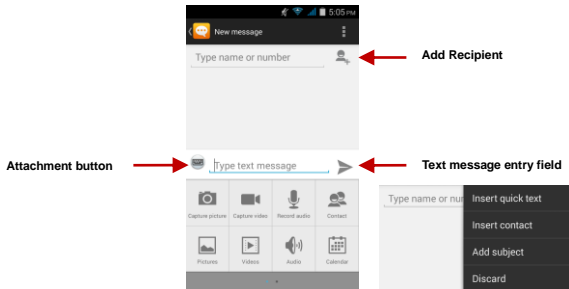 5:05 PM
New message
Type name or number
Add Recipient
Attachment button
Type text message
Text message entry field
Capture picture
Capture video
Record audio
Contact
Pictures
Videos
Audio
Calendar
Type name or nur
Insert quick text
Insert contact
Add subject
Discard